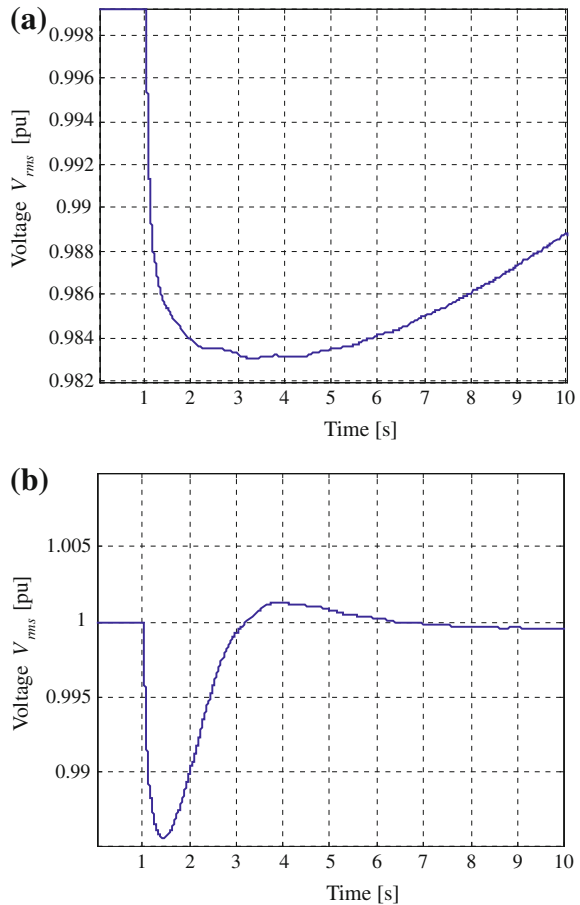 (a)
Voltage Vrms [pu]
0.998
0.996
0.994
0.992
0.99
0.988
0.986
0.984
0.982
1 2 3 4 5 6 7 8 9 10
Time [s]
(b)
Voltage Vrms [pu]
1.005
1
0.995
0.99
1 2 3 4 5 6 7 8 9 10
Time [s]